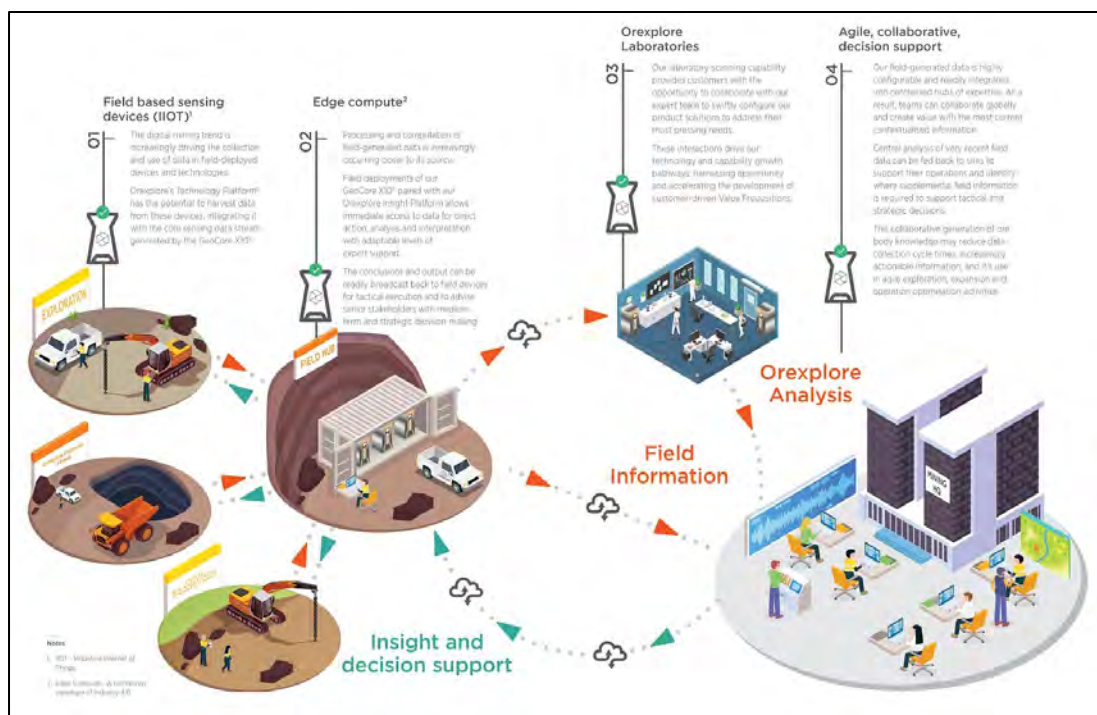 Field based sensing
devices (IIOT)¹
01
The digital mining trend is
increasingly driving the collection
and use of data in field-deployed
devices and technologies.
Orexplore's Technology Platform
has the potential to harvest data
from these devices, integrating it
with the core sensing data stream
generated by the GeoCore X10
Edge compute²
02
Processing and compilation of
field-generated data is increasingly
occurring closer to its source.
Field deployments of our
GeoCore X10 paired with our
Orexplore Insight Platform allows
immediate access to data for direct
action, analysis and interpretation
with adaptable levels of
expert support.
The conclusions and output can be
readily broadcast back to field devices
for tactical execution and to advise
senior stakeholders with medium-
term and strategic decision making
Orexplore
Laboratories
03
Our laboratory scanning capability
provides customers with the
opportunity to collaborate with our
expert team to swiftly configure our
product solutions to address their
most pressing needs.
These interactions drive our
technology and capability growth
pathways, harnessing opportunity
and accelerating the development of
customer-driven Value Propositions.
Agile, collaborative,
decision support
04
Our field-generated data is highly
configurable and readily integrates
into centralised hubs of expertise. As a
result, teams can collaborate globally
and create value with the most current
contextualised information.
Central analysis of very recent field
data can be fed back to sites to
support their operations and identify
where supplemental field information
is required to support tactical and
strategic decisions.
This collaborative generation of ore
body knowledge may reduce data-
collection cycle times, increasingly
actionable information, and it's use
in agile exploration, expansion and
operation optimisation activities.
EXPLORATION
FIELD HUB
Orexplore
Analysis
Field
Information
MINING
HQ
Insight and
decision support
Notes
1. IIOT - Industrial Internet of
Things